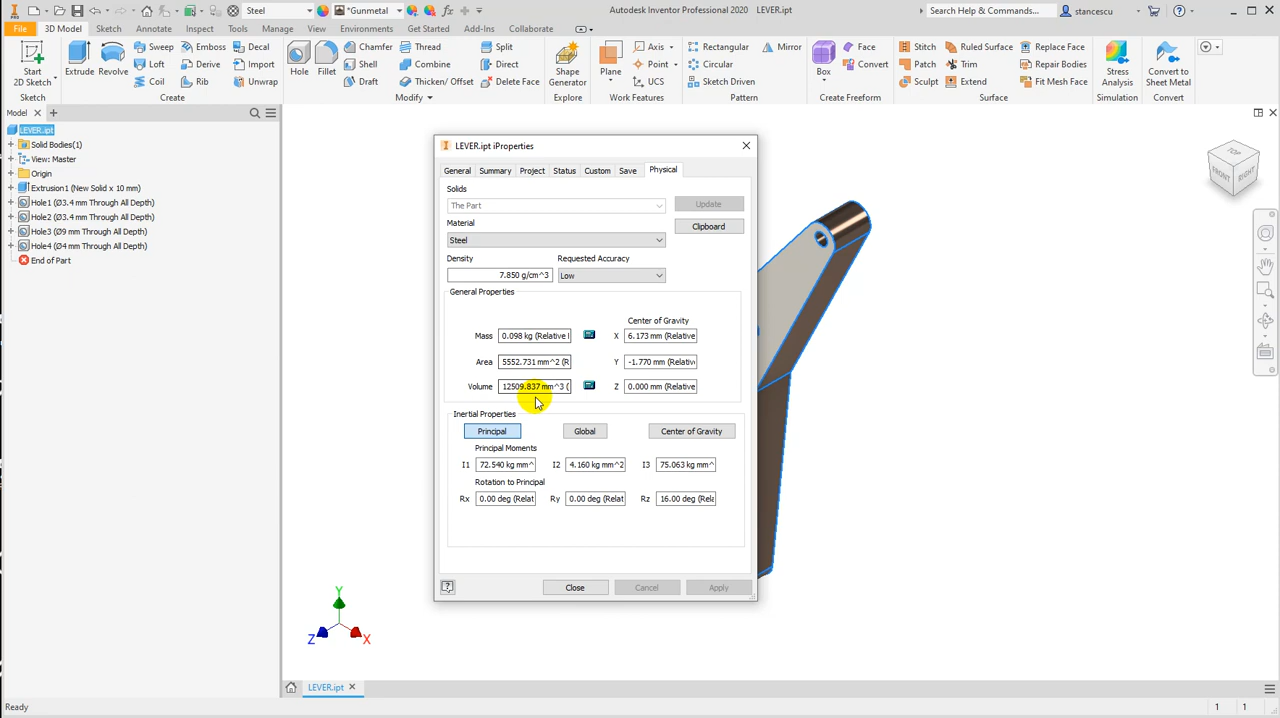 PRO
Steel
*Gunmetal
fx
Autodesk Inventor Professional 2020 LEVER.ipt
Search Help & Commands...
stancescu
File 3D Model Sketch Annotate Inspect Tools Manage View Environments Get Started Add-Ins Collaborate
Start
2D Sketch
Sketch
Extrude
Revolve
Sweep
Loft
Coil
Emboss
Derive
Rib
Decal
Import
Unwrap
Create
Hole
Fillet
Chamfer
Shell
Draft
Thread
Combine
Thicken/ Offset
Split
Direct
Delete Face
Modify
Shape
Generator
Explore
Plane
Axis
Point
UCS
Work Features
Rectangular
Circular
Sketch Driven
Mirror
Pattern
Box
Face
Convert
Create Freeform
Stitch
Patch
Sculpt
Ruled Surface
Trim
Extend
Replace Face
Repair Bodies
Fit Mesh Face
Surface
Stress
Analysis
Simulation
Convert to
Sheet Metal
Convert
Model
LEVER.ipt
Solid Bodies(1)
View: Master
Origin
Extrusion1 (New Solid x 10 mm)
Hole1 (Ø3.4 mm Through All Depth)
Hole2 (Ø3.4 mm Through All Depth)
Hole3 (Ø9 mm Through All Depth)
Hole4 (Ø4 mm Through All Depth)
End of Part
LEVER.ipt iProperties
General Summary Project Status Custom Save Physical
Solids
The Part
Update
Material
Clipboard
Steel
Density
Requested Accuracy
7.850 g/cm^3
Low
General Properties
Center of Gravity
Mass 0.098 kg (Relative X 6.173 mm (Relative
Area 5552.731 mm^2 (R Y -1.770 mm (Relative
Volume 12509.837 mm^3 ( Z 0.000 mm (Relative
Inertial Properties
Principal Global Center of Gravity
Principal Moments
I1 72.540 kg mm^ I2 4.160 kg mm^2 I3 75.063 kg mm^
Rotation to Principal
Rx 0.00 deg (Relat Ry 0.00 deg (Relat Rz 16.00 deg (Rela
Close Cancel Apply
TOP
FRONT
RIGHT
Y
Z
X
LEVER.ipt
Ready
1 1